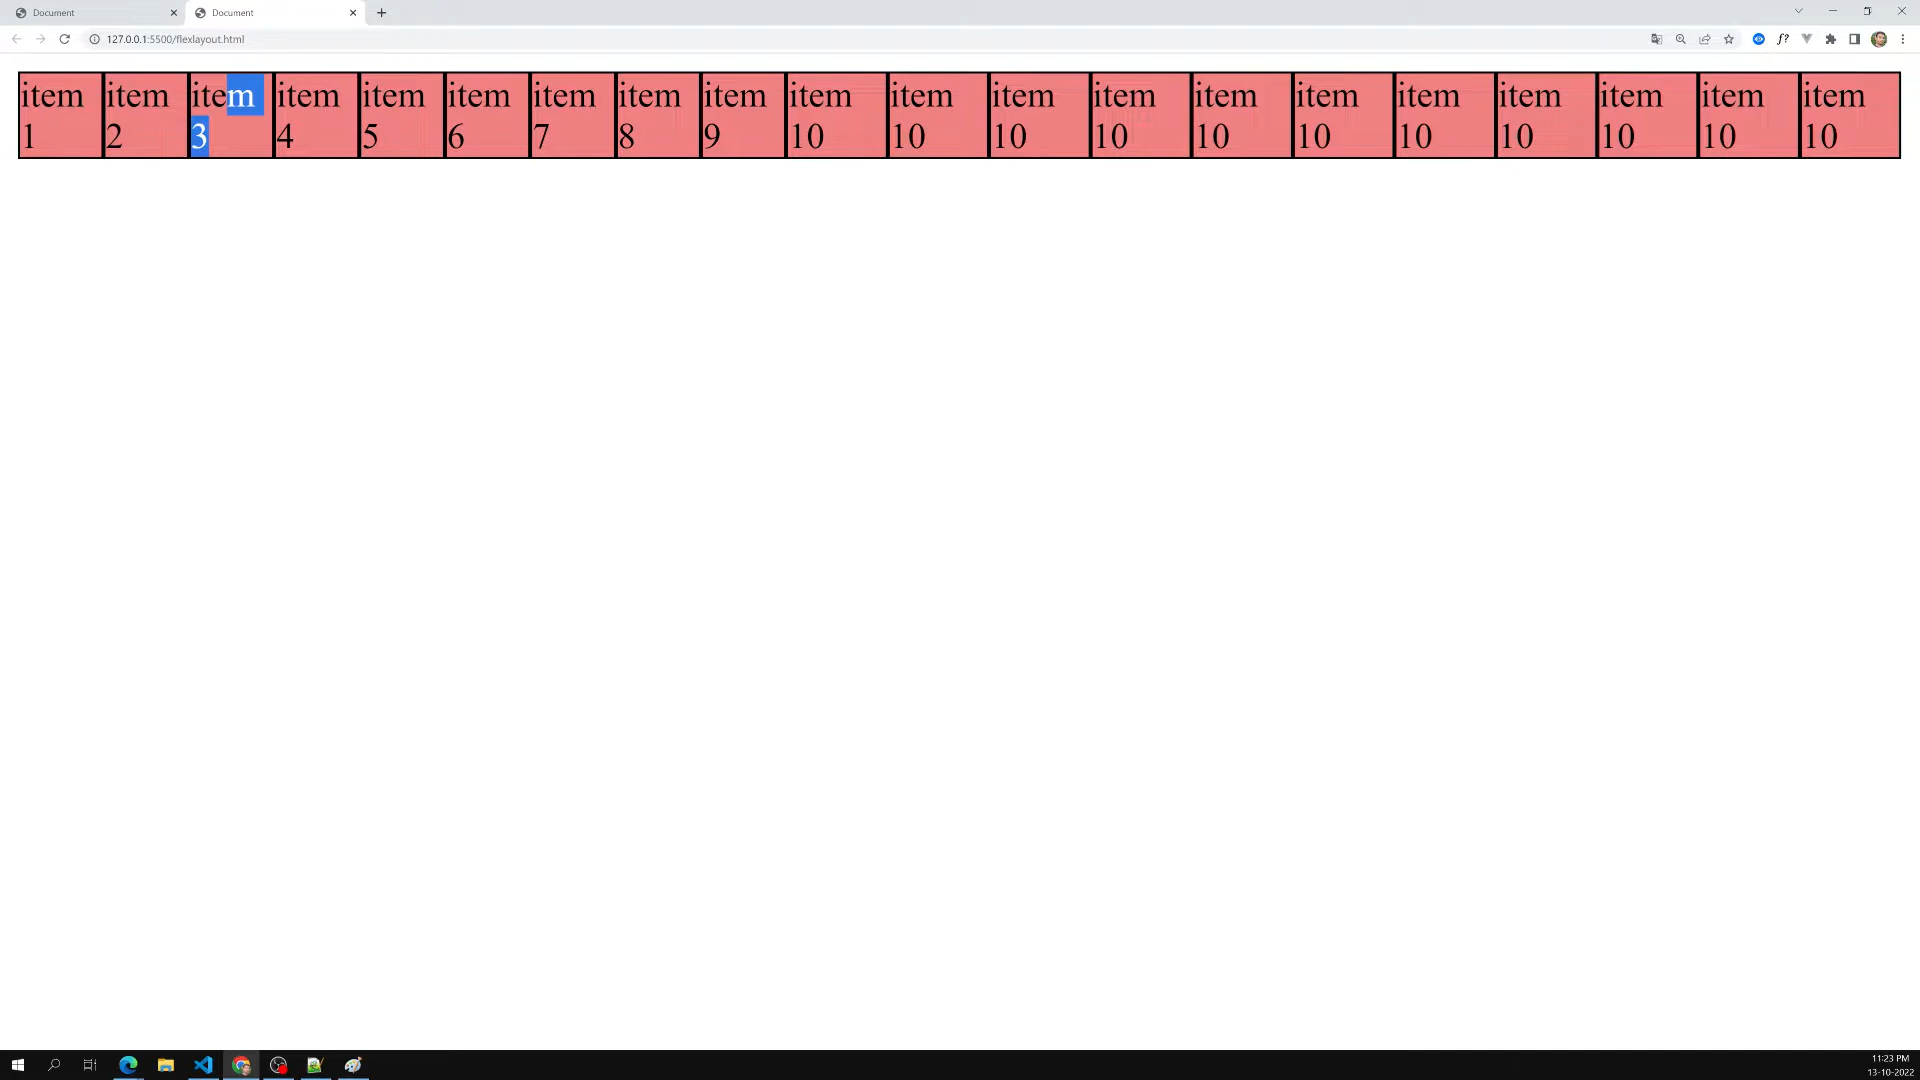 Document
Document
127.0.0.1:5500/flexlayout.html
f?
item item item item item item item item item item item item item item item item item item item item
1 2 3 4 5 6 7 8 9 10 10 10 10 10 10 10 10 10 10 10
11:23 PM
13-10-2022